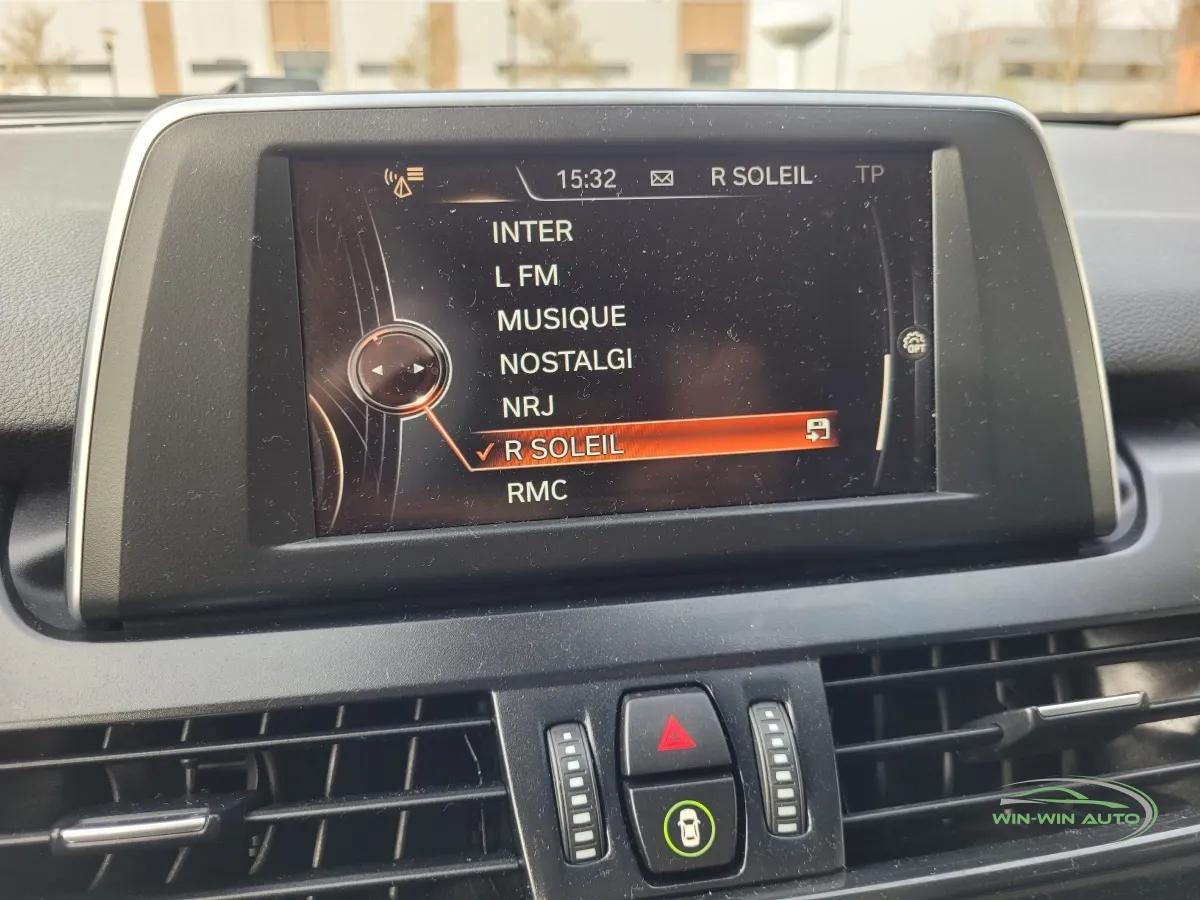 15:32 R SOLEIL TP
INTER
L FM
MUSIQUE
NOSTALGI
OPT
NRJ
R SOLEIL
RMC
WIN-WIN AUTO